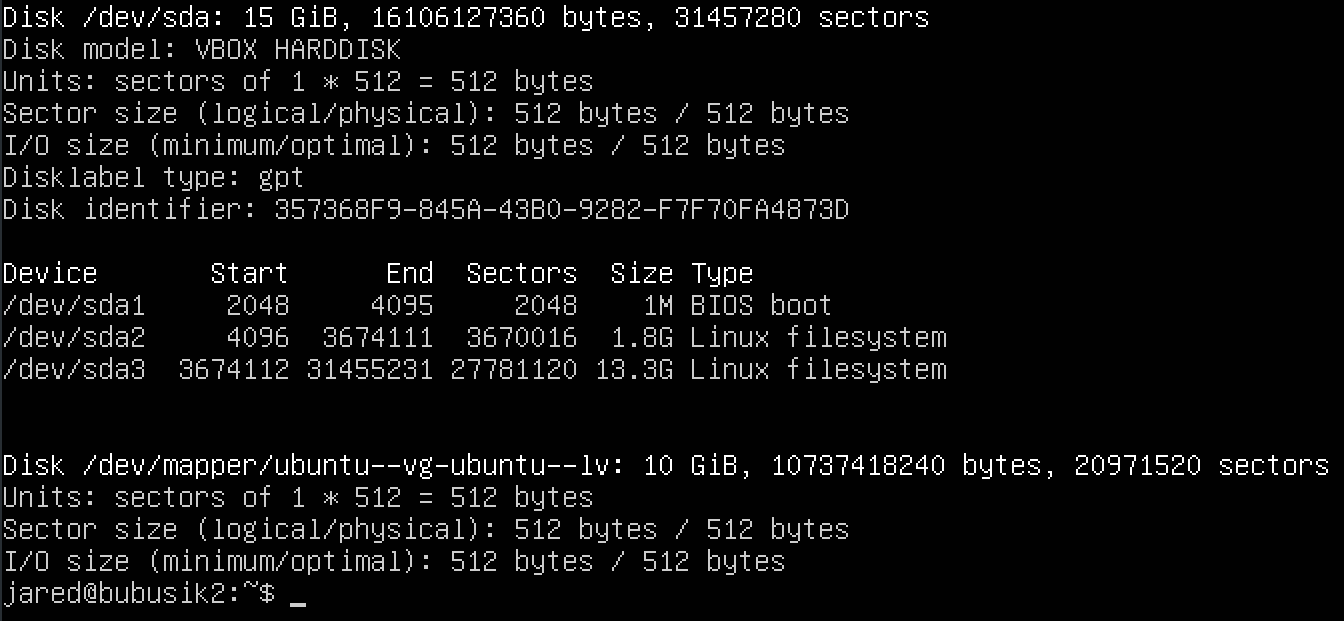 Disk /dev/sda: 15 GiB, 16106127360 bytes, 31457280 sectors
Disk model: VBOX HARDDISK
Units: sectors of 1 * 512 = 512 bytes
Sector size (logical/physical): 512 bytes / 512 bytes
I/O size (minimum/optimal): 512 bytes / 512 bytes
Disklabel type: gpt
Disk identifier: 357368F9-845A-43B0-9282-F7F70FA4873D
Device       Start      End  Sectors  Size Type
/dev/sda1     2048     4095     2048    1M BIOS boot
/dev/sda2     4096  3674111  3670016  1.8G Linux filesystem
/dev/sda3  3674112 31455231 27781120 13.3G Linux filesystem
Disk /dev/mapper/ubuntu--vg-ubuntu--lv: 10 GiB, 10737418240 bytes, 20971520 sectors
Units: sectors of 1 * 512 = 512 bytes
Sector size (logical/physical): 512 bytes / 512 bytes
I/O size (minimum/optimal): 512 bytes / 512 bytes
jared@bubusik2:~$ _